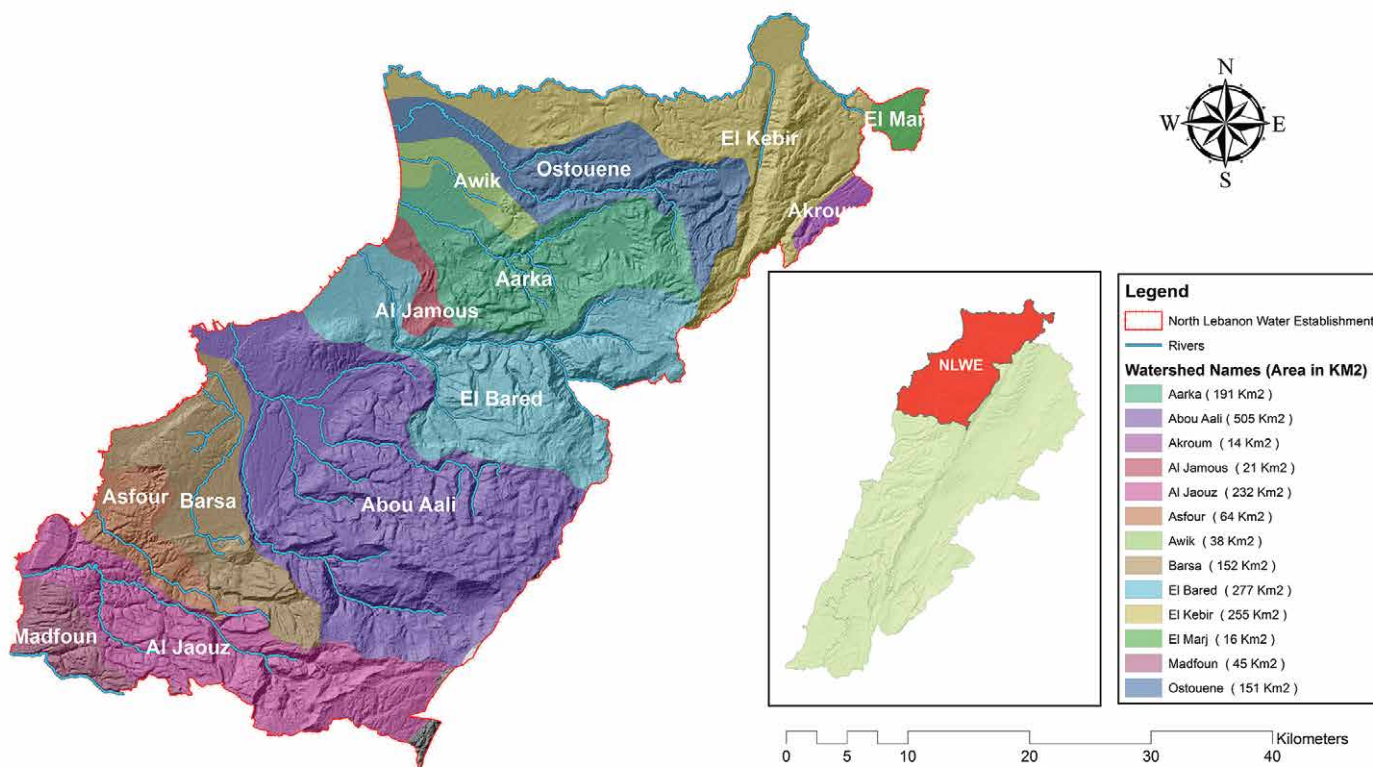 N
W
E
S
El Mar
El Kebir
Ostouene
Awik
Akroum
Aarka
Al Jamous
El Bared
Abou Aali
Asfour
Barsa
Madfoun
Al Jaouz
NLWE
Legend
North Lebanon Water Establishment
Rivers
Watershed Names (Area in KM2)
Aarka ( 191 Km2)
Abou Aali ( 505 Km2)
Akroum ( 14 Km2)
Al Jamous ( 21 Km2)
Al Jaouz ( 232 Km2)
Asfour ( 64 Km2)
Awik ( 38 Km2)
Barsa ( 152 Km2)
El Bared ( 277 Km2)
El Kebir ( 255 Km2)
El Marj ( 16 Km2)
Madfoun ( 45 Km2)
Ostouene ( 151 Km2)
Kilometers
0 5 10 20 30 40